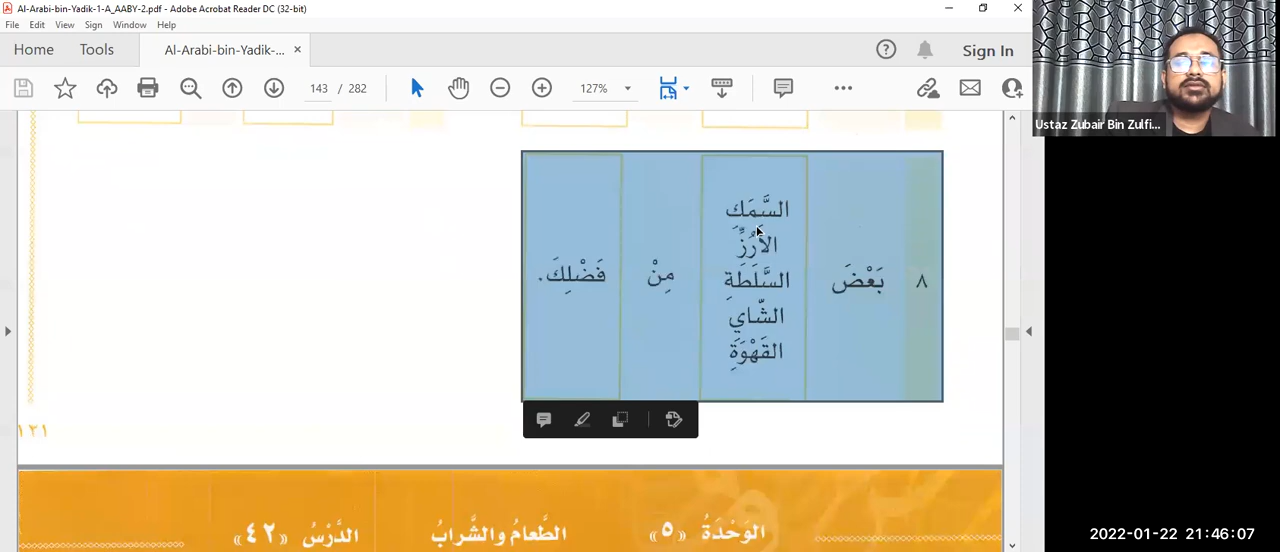 Al-Arabi-bin-Yadik-1-A_AABY-2.pdf - Adobe Acrobat Reader DC (32-bit)
File Edit View Sign Window Help
Home Tools Al-Arabi-bin-Yadik-... × Sign In
143 / 282 127%
Ustaz Zubair Bin Zulfi...
٨ بَعْضَ
السَّمَكِ
الأَرُزِّ
السَّلَطَةِ
الشَّايِ
القَهْوَةِ
مِنْ
فَضْلِكَ.
١٢١
الوَحْدَةُ «٥» الطَّعامُ والشَّرابُ الدَّرْسُ «٤٢»
2022-01-22 21:46:07